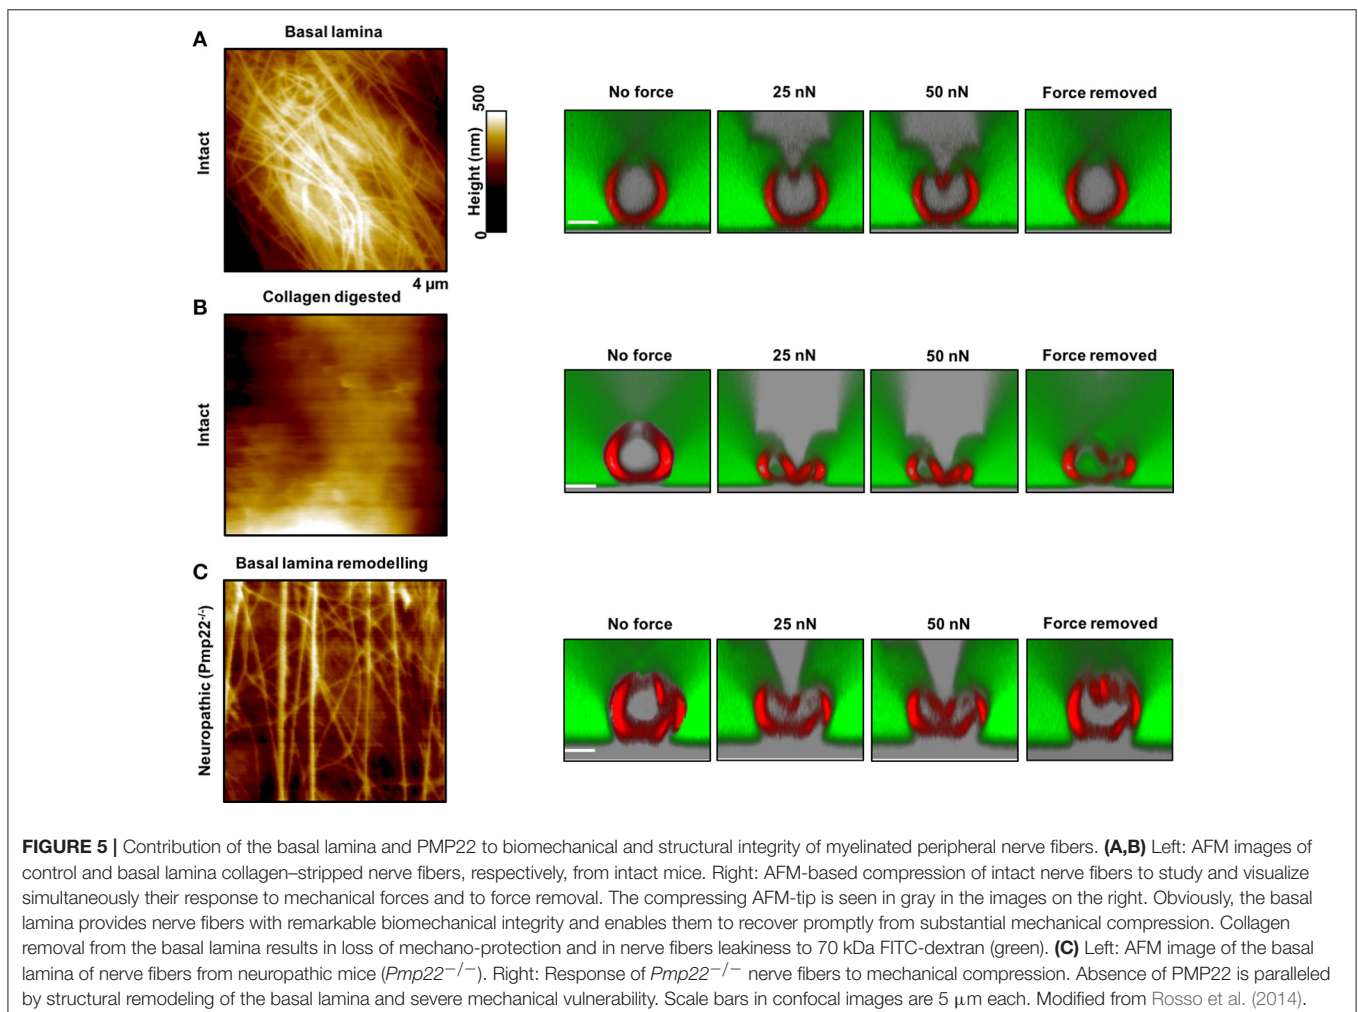 A
Basal lamina
Intact
500
Height (nm)
0
4 µm
No force
25 nN
50 nN
Force removed
B
Collagen digested
Intact
No force
25 nN
50 nN
Force removed
C
Basal lamina remodelling
Neuropathic (Pmp22-/-)
No force
25 nN
50 nN
Force removed
FIGURE 5 | Contribution of the basal lamina and PMP22 to biomechanical and structural integrity of myelinated peripheral nerve fibers. (A,B) Left: AFM images of
control and basal lamina collagen–stripped nerve fibers, respectively, from intact mice. Right: AFM-based compression of intact nerve fibers to study and visualize
simultaneously their response to mechanical forces and to force removal. The compressing AFM-tip is seen in gray in the images on the right. Obviously, the basal
lamina provides nerve fibers with remarkable biomechanical integrity and enables them to recover promptly from substantial mechanical compression. Collagen
removal from the basal lamina results in loss of mechano-protection and in nerve fibers leakiness to 70 kDa FITC-dextran (green). (C) Left: AFM image of the basal
lamina of nerve fibers from neuropathic mice (Pmp22−/−). Right: Response of Pmp22−/− nerve fibers to mechanical compression. Absence of PMP22 is paralleled
by structural remodeling of the basal lamina and severe mechanical vulnerability. Scale bars in confocal images are 5 µm each. Modified from Rosso et al. (2014).